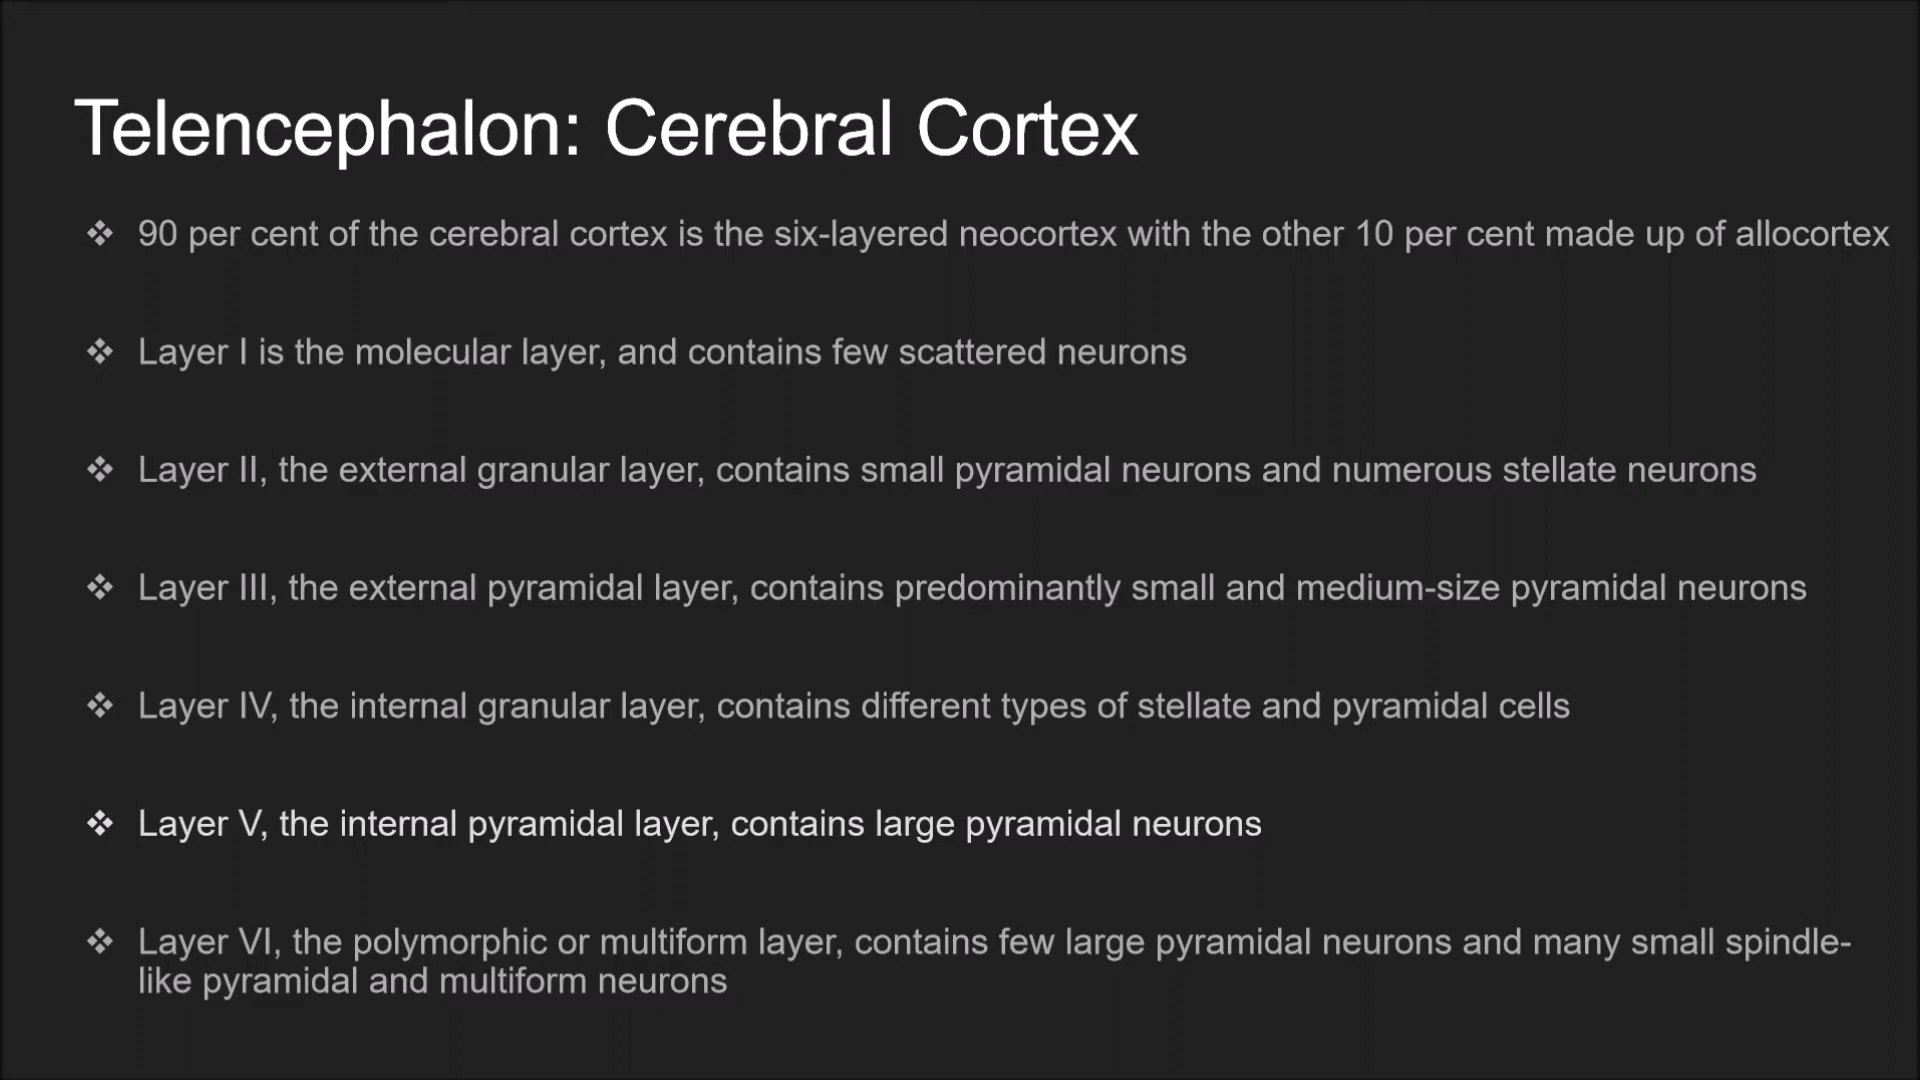 Telencephalon: Cerebral Cortex
❖ 90 per cent of the cerebral cortex is the six-layered neocortex with the other 10 per cent made up of allocortex
❖ Layer I is the molecular layer, and contains few scattered neurons
❖ Layer II, the external granular layer, contains small pyramidal neurons and numerous stellate neurons
❖ Layer III, the external pyramidal layer, contains predominantly small and medium-size pyramidal neurons
❖ Layer IV, the internal granular layer, contains different types of stellate and pyramidal cells
❖ Layer V, the internal pyramidal layer, contains large pyramidal neurons
❖ Layer VI, the polymorphic or multiform layer, contains few large pyramidal neurons and many small spindle-
like pyramidal and multiform neurons